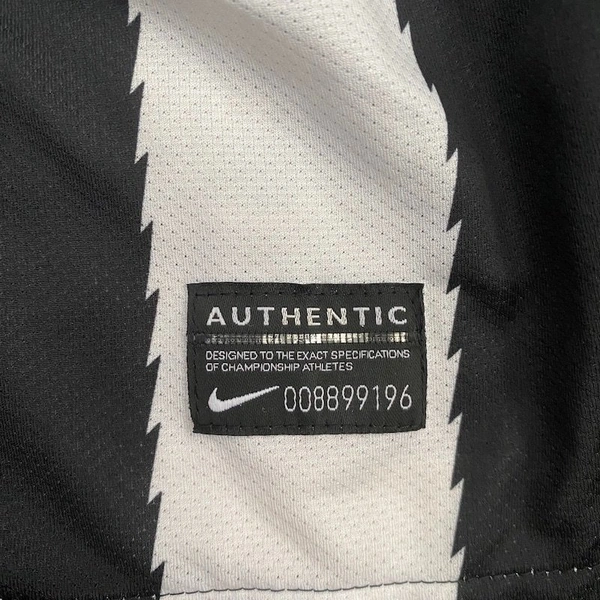 AUTHENTIC
DESIGNED TO THE EXACT SPECIFICATIONS
OF CHAMPIONSHIP ATHLETES
008899196